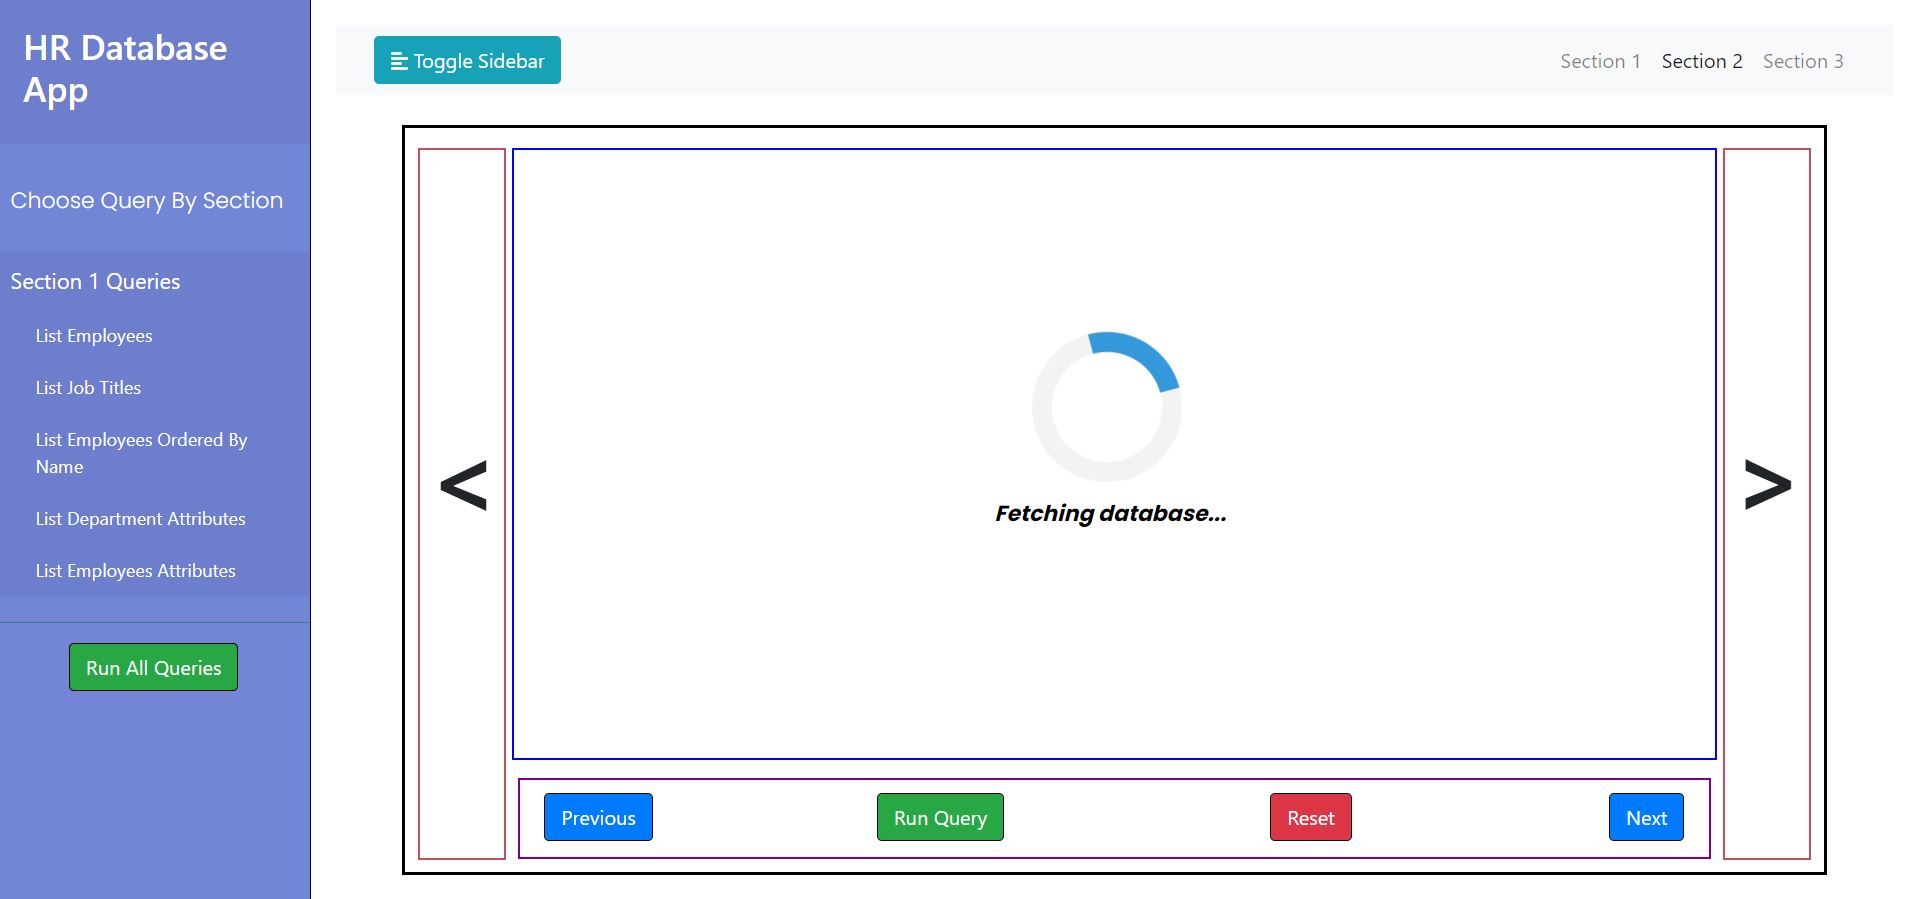 HR Database
App
Choose Query By Section
Section 1 Queries
List Employees
List Job Titles
List Employees Ordered By
Name
List Department Attributes
List Employees Attributes
Run All Queries
Toggle Sidebar
Section 1 Section 2 Section 3
<
Fetching database...
>
Previous Run Query Reset Next